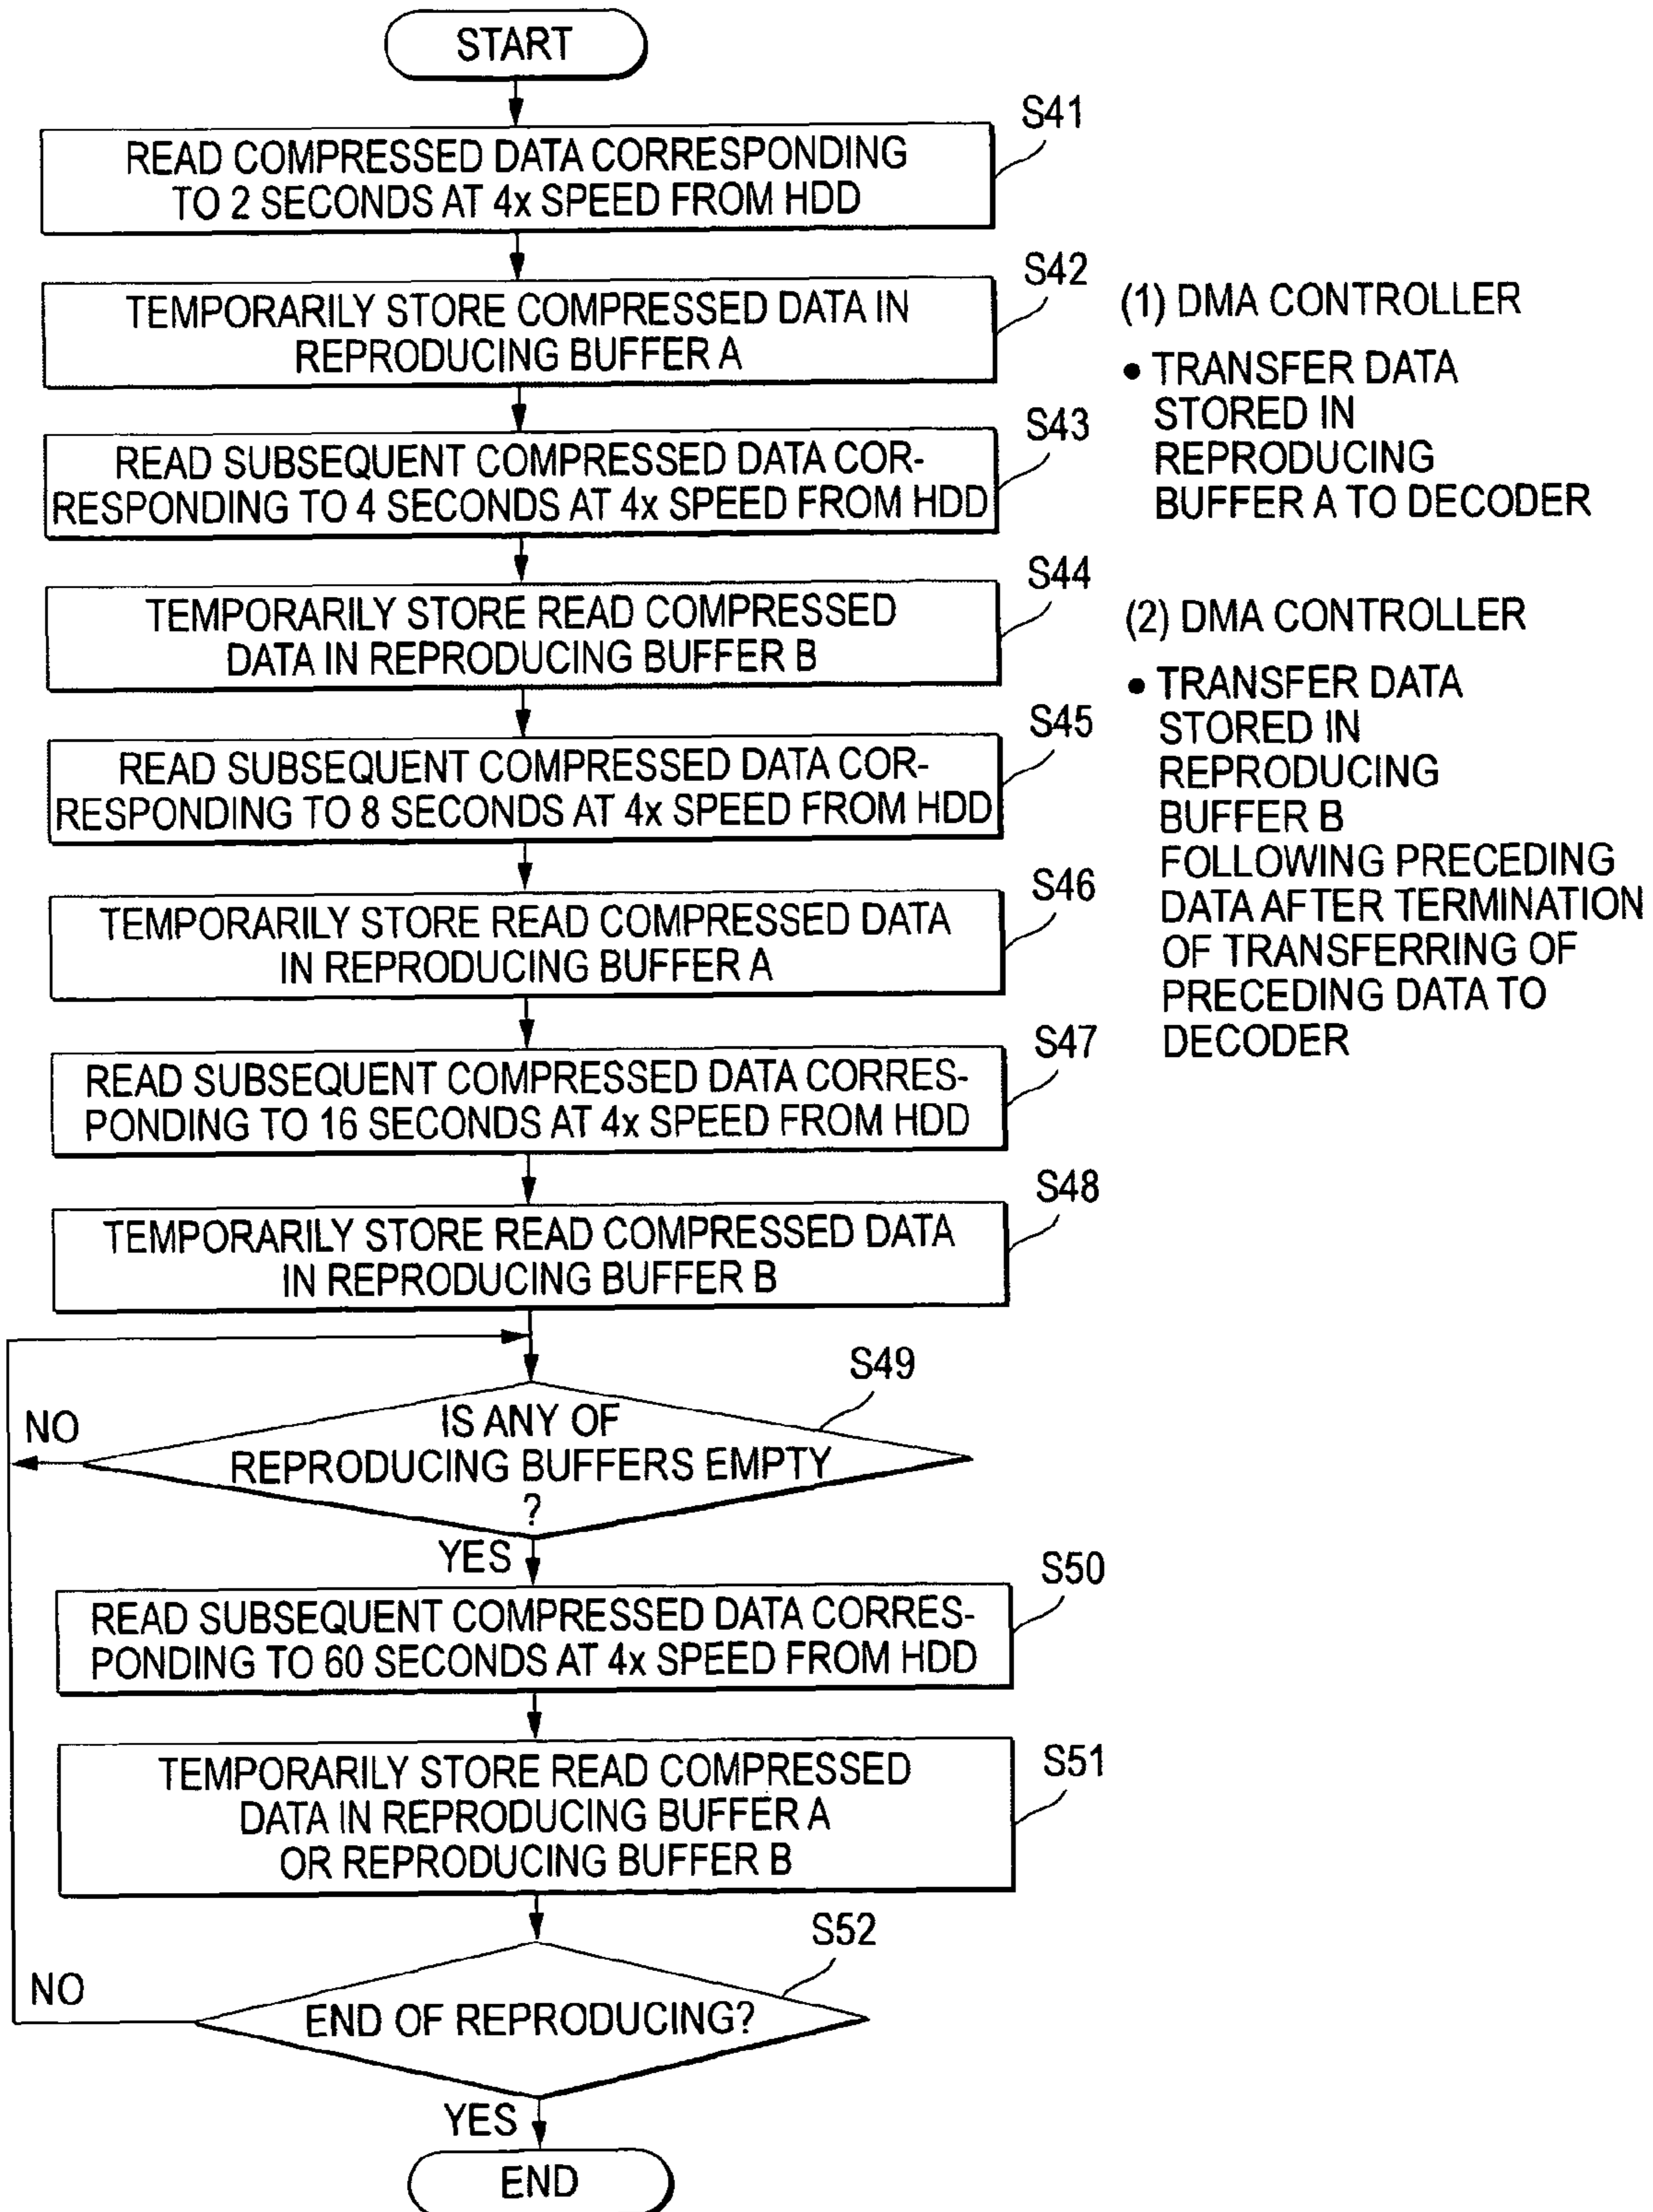 START
S41
READ COMPRESSED DATA CORRESPONDING
TO 2 SECONDS AT 4x SPEED FROM HDD
S42
TEMPORARILY STORE COMPRESSED DATA IN
REPRODUCING BUFFER A
S43
READ SUBSEQUENT COMPRESSED DATA COR-
RESPONDING TO 4 SECONDS AT 4x SPEED FROM HDD
S44
TEMPORARILY STORE READ COMPRESSED
DATA IN REPRODUCING BUFFER B
S45
READ SUBSEQUENT COMPRESSED DATA COR-
RESPONDING TO 8 SECONDS AT 4x SPEED FROM HDD
S46
TEMPORARILY STORE READ COMPRESSED DATA
IN REPRODUCING BUFFER A
S47
READ SUBSEQUENT COMPRESSED DATA CORRES-
PONDING TO 16 SECONDS AT 4x SPEED FROM HDD
S48
TEMPORARILY STORE READ COMPRESSED DATA
IN REPRODUCING BUFFER B
S49
NO
IS ANY OF
REPRODUCING BUFFERS EMPTY
?
YES
S50
READ SUBSEQUENT COMPRESSED DATA CORRES-
PONDING TO 60 SECONDS AT 4x SPEED FROM HDD
S51
TEMPORARILY STORE READ COMPRESSED
DATA IN REPRODUCING BUFFER A
OR REPRODUCING BUFFER B
S52
NO
END OF REPRODUCING?
YES
END
(1) DMA CONTROLLER
• TRANSFER DATA
STORED IN
REPRODUCING
BUFFER A TO DECODER
(2) DMA CONTROLLER
• TRANSFER DATA
STORED IN
REPRODUCING
BUFFER B
FOLLOWING PRECEDING
DATA AFTER TERMINATION
OF TRANSFERRING OF
PRECEDING DATA TO
DECODER